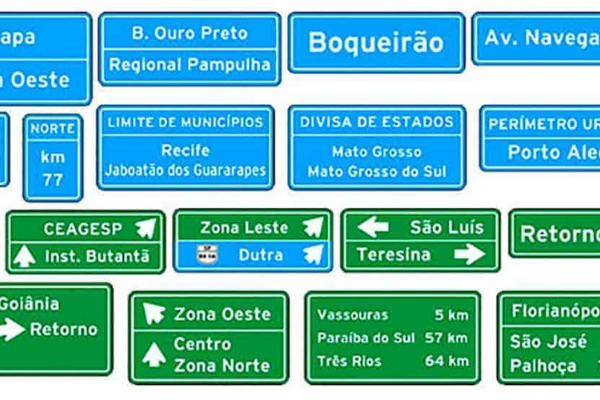 apa
Oeste
B. Ouro Preto
Regional Pampulha
Boqueirão
Av. Navega
NORTE
km
77
LIMITE DE MUNICÍPIOS
Recife
Jaboatão dos Guararapes
DIVISA DE ESTADOS
Mato Grosso
Mato Grosso do Sul
PERÍMETRO UR
Porto Aleg
CEAGESP
Inst. Butantã
Zona Leste
Dutra
São Luís
Teresina
Retorno
Goiânia
Retorno
Zona Oeste
Centro
Zona Norte
Vassouras 5 km
Paraíba do Sul 57 km
Três Rios 64 km
Florianópo
São José
Palhoça 1